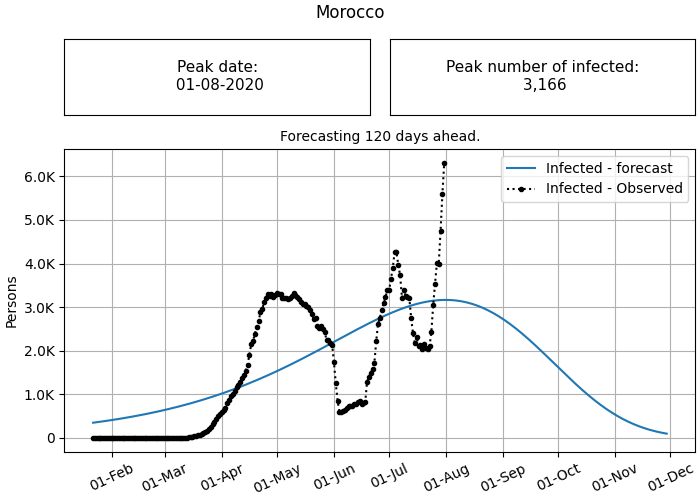 Morocco
Peak date:
01-08-2020
Peak number of infected:
3,166
Forecasting 120 days ahead.
Infected - forecast
Infected - Observed
Persons
6.0K
5.0K
4.0K
3.0K
2.0K
1.0K
0
01-Feb
01-Mar
01-Apr
01-May
01-Jun
01-Jul
01-Aug
01-Sep
01-Oct
01-Nov
01-Dec